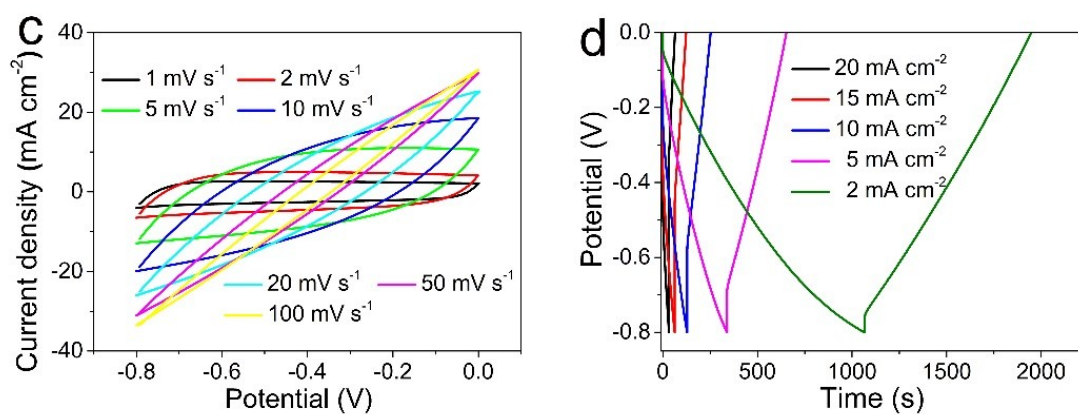 c
Current density (mA cm-2)
40
20
0
-20
-40
1 mV s-1
2 mV s-1
5 mV s-1
10 mV s-1
20 mV s-1
50 mV s-1
100 mV s-1
-0.8
-0.6
-0.4
-0.2
0.0
Potential (V)
d
Potential (V)
0.0
-0.2
-0.4
-0.6
-0.8
20 mA cm-2
15 mA cm-2
10 mA cm-2
5 mA cm-2
2 mA cm-2
0
500
1000
1500
2000
Time (s)